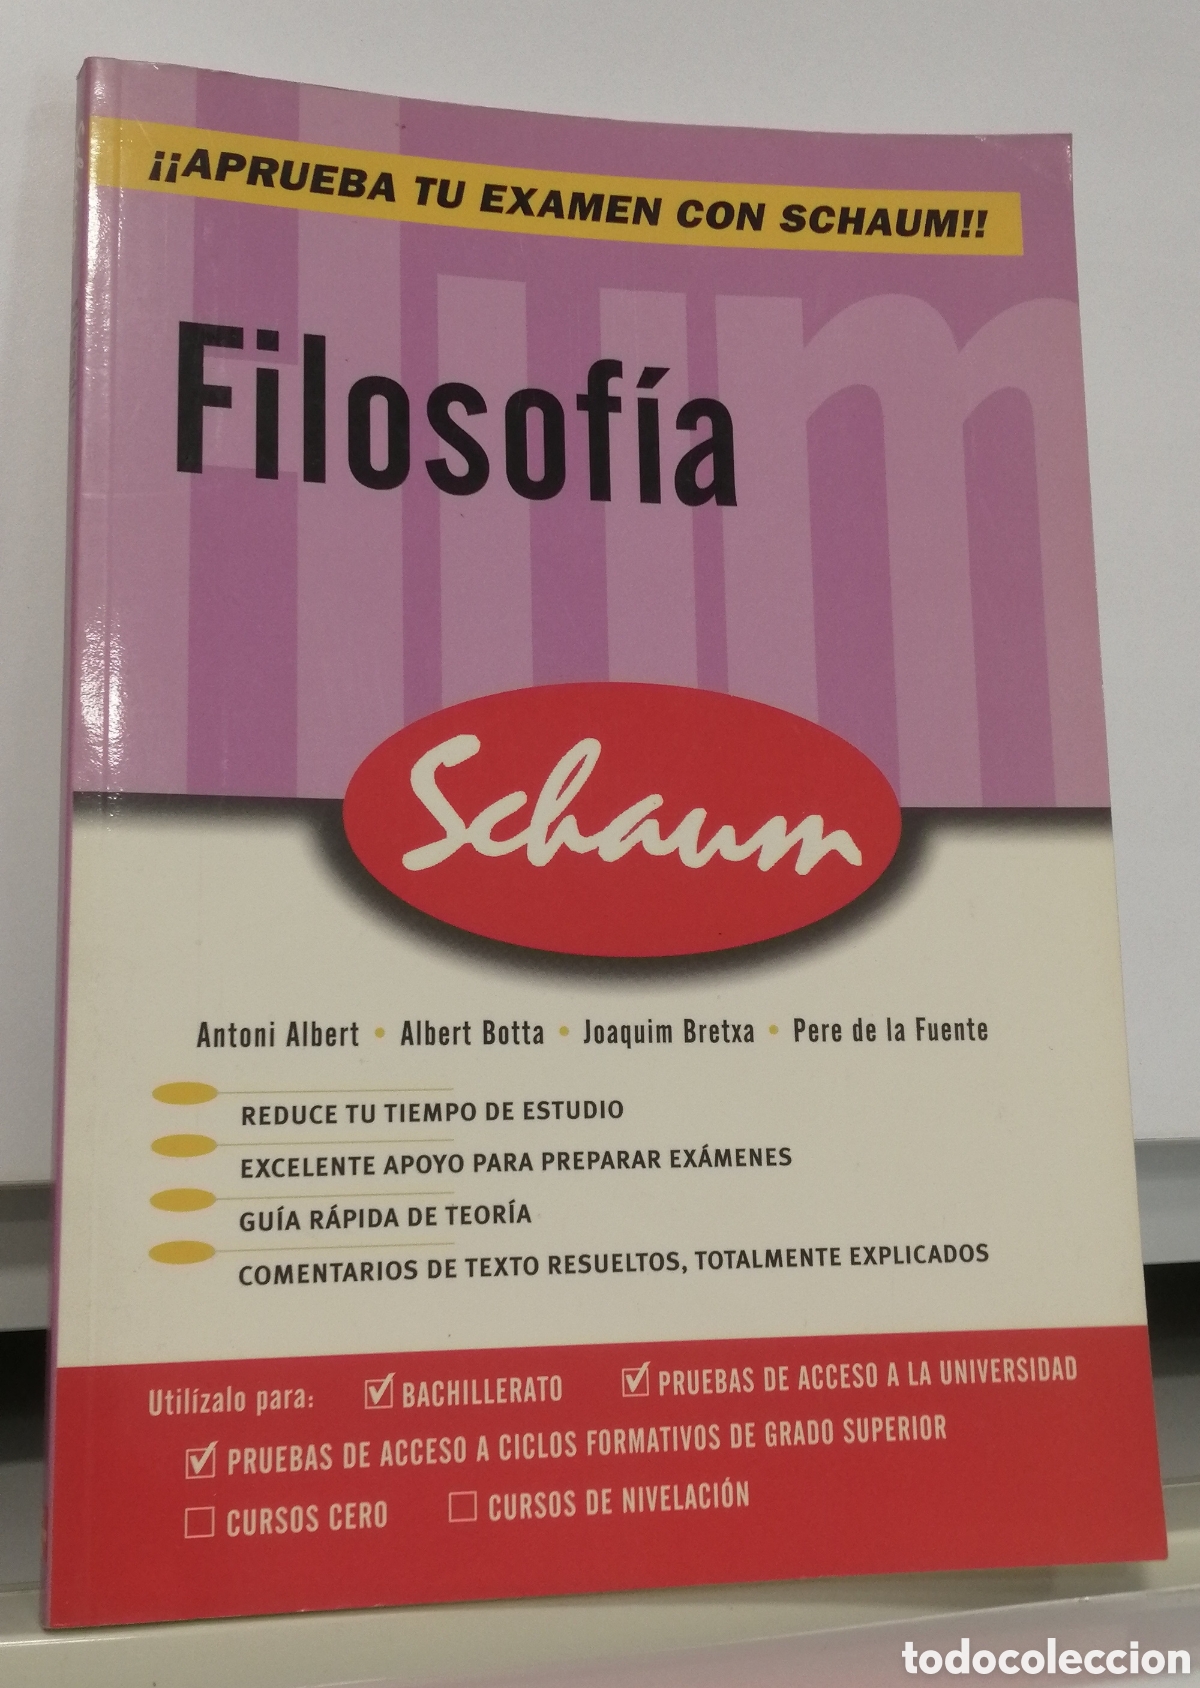 ¡¡APRUEBA TU EXAMEN CON SCHAUM!!
Filosofía
Schaum
Antoni Albert • Albert Botta • Joaquim Bretxa • Pere de la Fuente
REDUCE TU TIEMPO DE ESTUDIO
EXCELENTE APOYO PARA PREPARAR EXÁMENES
GUÍA RÁPIDA DE TEORÍA
COMENTARIOS DE TEXTO RESUELTOS, TOTALMENTE EXPLICADOS
Utilízalo para: ☑ BACHILLERATO ☑ PRUEBAS DE ACCESO A LA UNIVERSIDAD
☑ PRUEBAS DE ACCESO A CICLOS FORMATIVOS DE GRADO SUPERIOR
☐ CURSOS CERO ☐ CURSOS DE NIVELACIÓN
todocoleccion